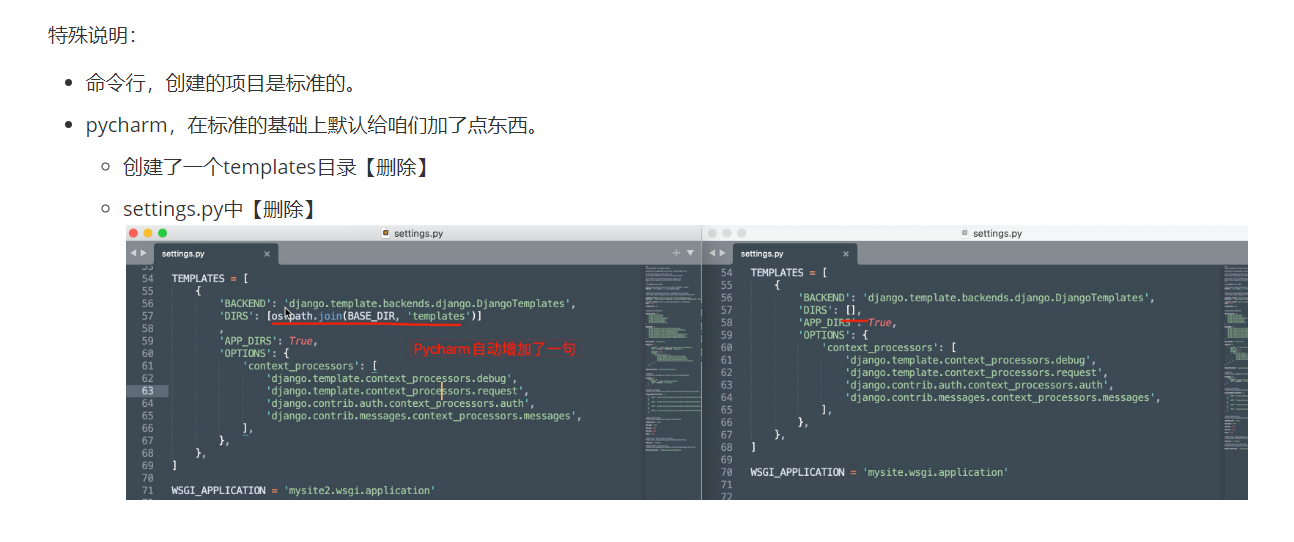 特殊说明：
命令行，创建的项目是标准的。
pycharm，在标准的基础上默认给咱们加了点东西。
创建了一个templates目录【删除】
settings.py中【删除】
settings.py
settings.py
53
54 TEMPLATES = [
55 {
56 'BACKEND': 'django.template.backends.django.DjangoTemplates',
57 'DIRS': [os.path.join(BASE_DIR, 'templates')]
58 ,
59 'APP_DIRS': True,
Pycharm自动增加了一句
60 'OPTIONS': {
61 'context_processors': [
62 'django.template.context_processors.debug',
63 'django.template.context_processors.request',
64 'django.contrib.auth.context_processors.auth',
65 'django.contrib.messages.context_processors.messages',
66 ],
67 },
68 },
69 ]
70
71 WSGI_APPLICATION = 'mysite2.wsgi.application'
settings.py
settings.py
54 TEMPLATES = [
55 {
56 'BACKEND': 'django.template.backends.django.DjangoTemplates',
57 'DIRS': [],
58 'APP_DIRS': True,
59 'OPTIONS': {
60 'context_processors': [
61 'django.template.context_processors.debug',
62 'django.template.context_processors.request',
63 'django.contrib.auth.context_processors.auth',
64 'django.contrib.messages.context_processors.messages',
65 ],
66 },
67 },
68 ]
69
70 WSGI_APPLICATION = 'mysite.wsgi.application'
71
72